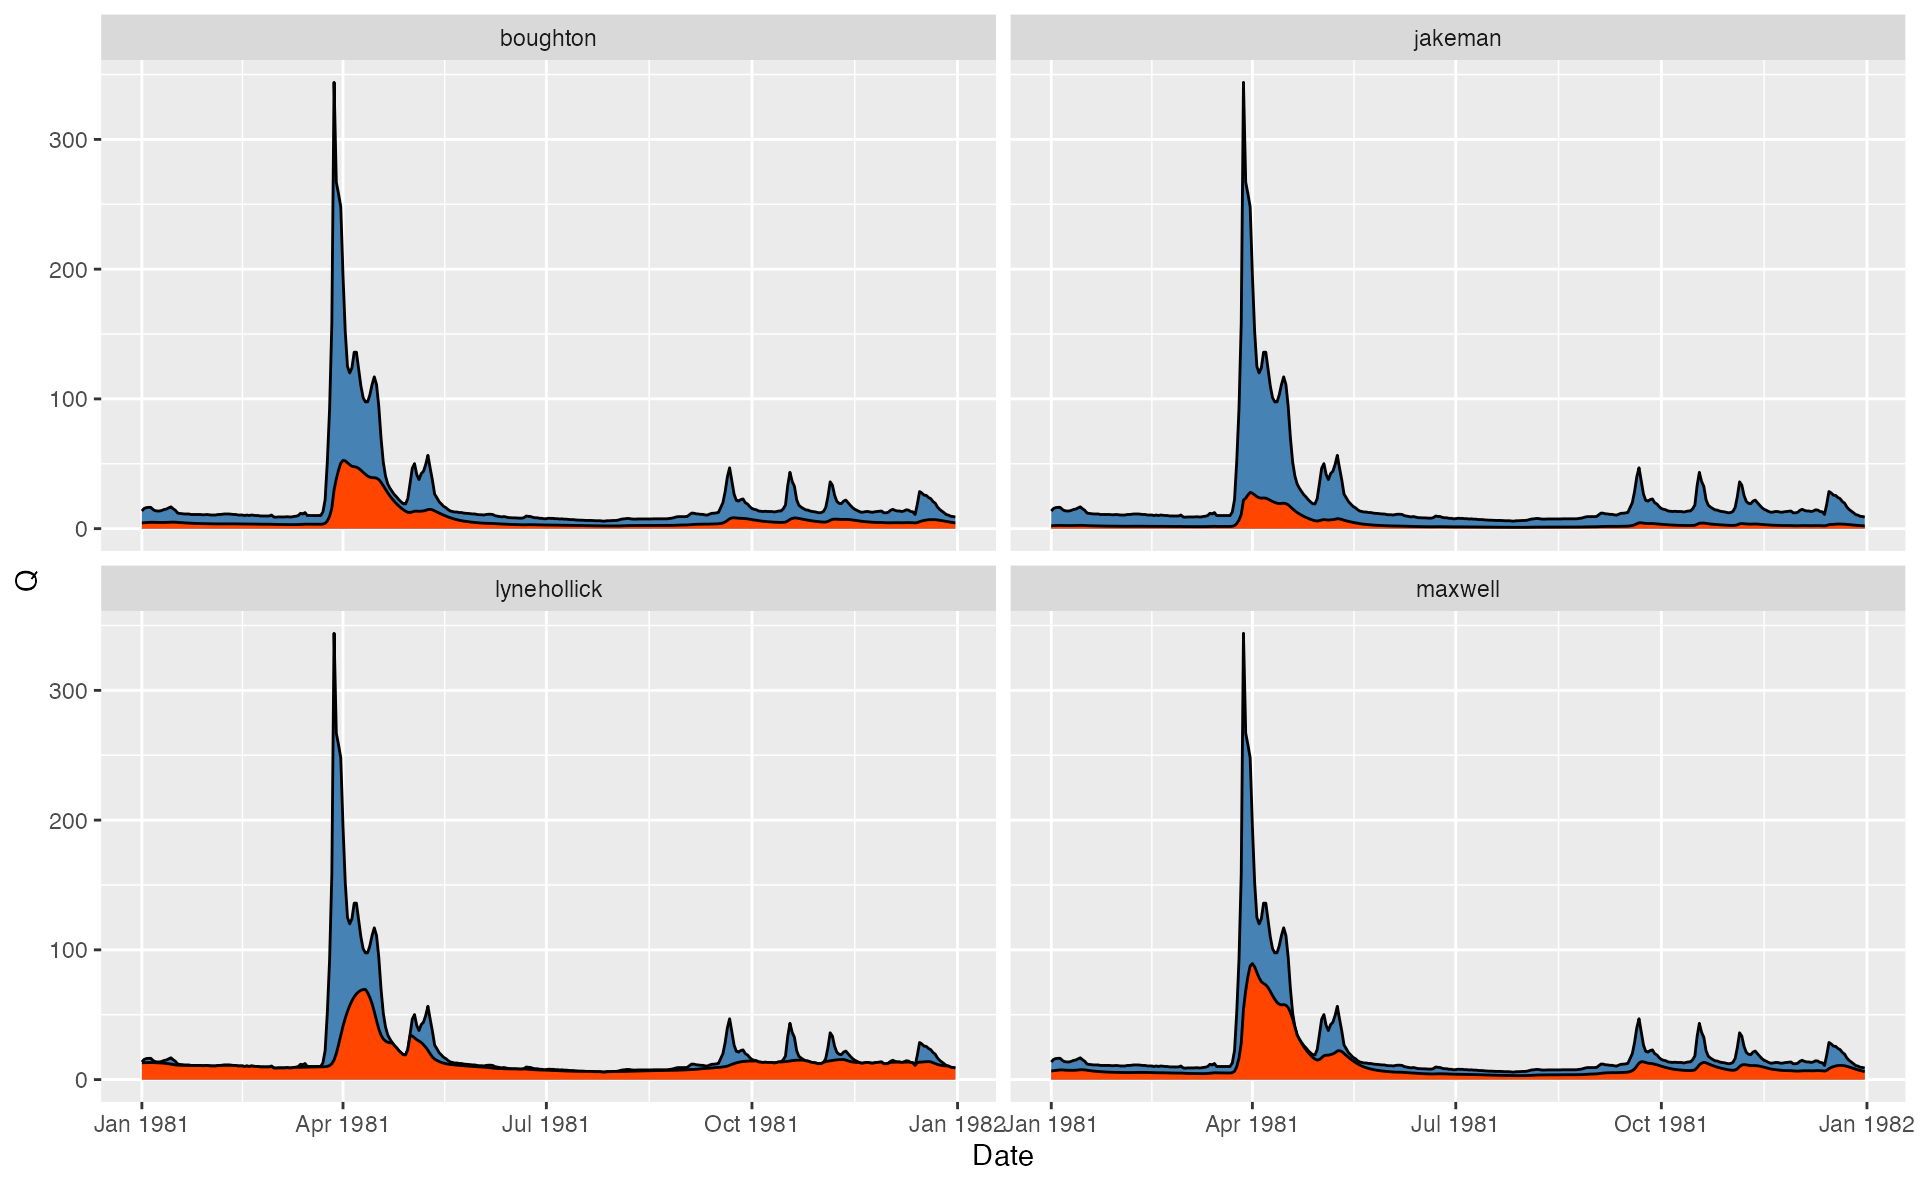 boughton
jakeman
300
200
100
0
Q
lynehollick
maxwell
300
200
100
0
Jan 1981 Apr 1981 Jul 1981 Oct 1981 Jan 1982 Jan 1981 Apr 1981 Jul 1981 Oct 1981 Jan 1982
Date